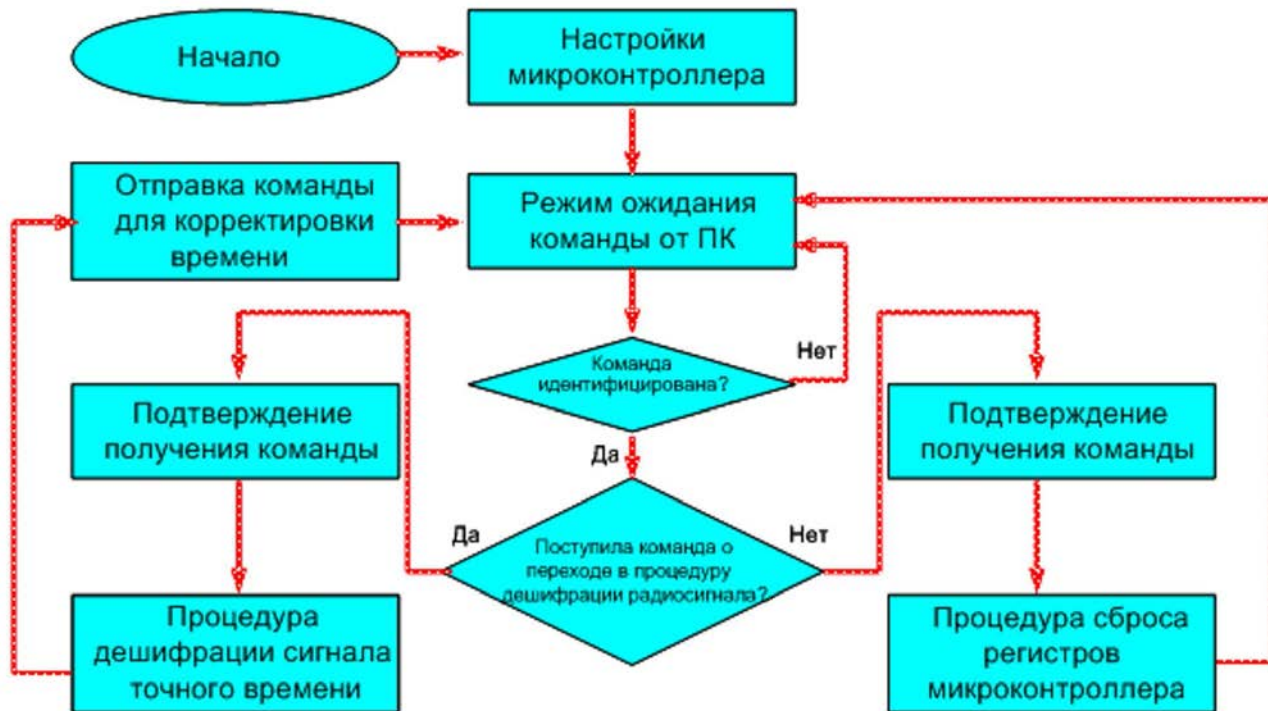 Начало
Настройки
микроконтроллера
Отправка команды
для корректировки
времени
Режим ожидания
команды от ПК
Команда
идентифицирована?
Нет
Подтверждение
получения команды
Подтверждение
получения команды
Да
Да
Поступила команда о
переходе в процедуру
дешифрации радиосигнала?
Нет
Процедура
дешифрации сигнала
точного времени
Процедура сброса
регистров
микроконтроллера